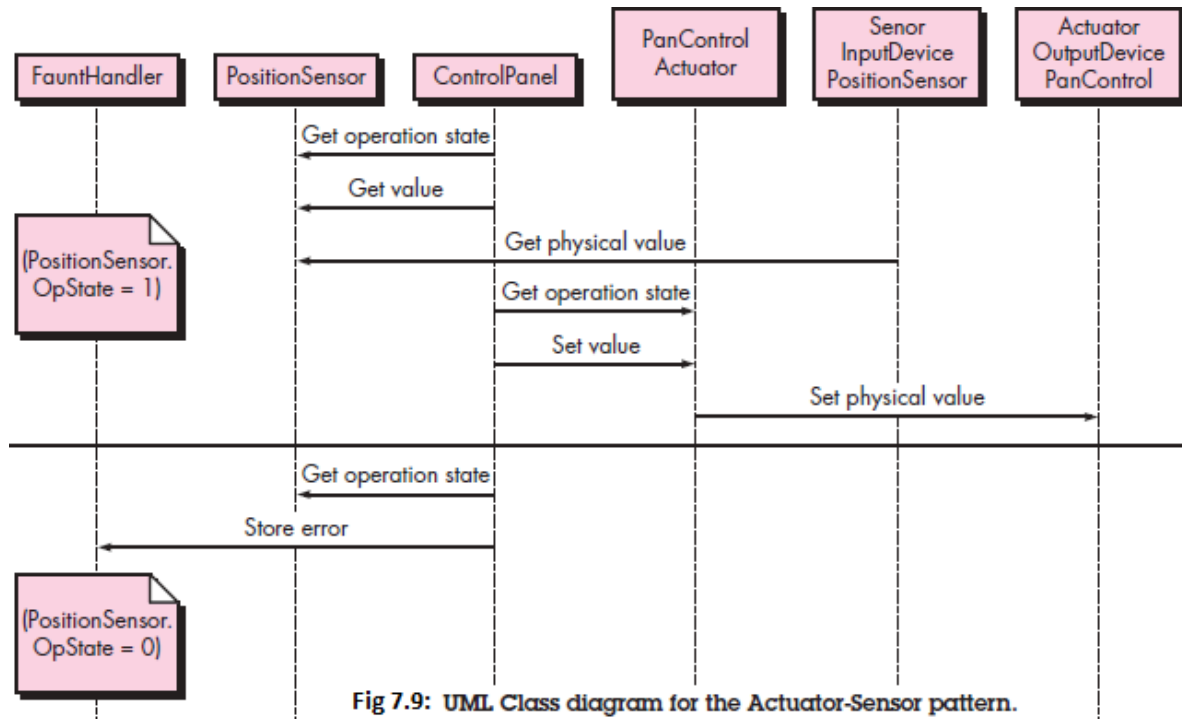 FauntHandler
PositionSensor
ControlPanel
PanControl
Actuator
Senor
InputDevice
PositionSensor
Actuator
OutputDevice
PanControl
Get operation state
Get value
(PositionSensor.
OpState = 1)
Get physical value
Get operation state
Set value
Set physical value
Get operation state
Store error
(PositionSensor.
OpState = 0)
Fig 7.9: UML Class diagram for the Actuator-Sensor pattern.